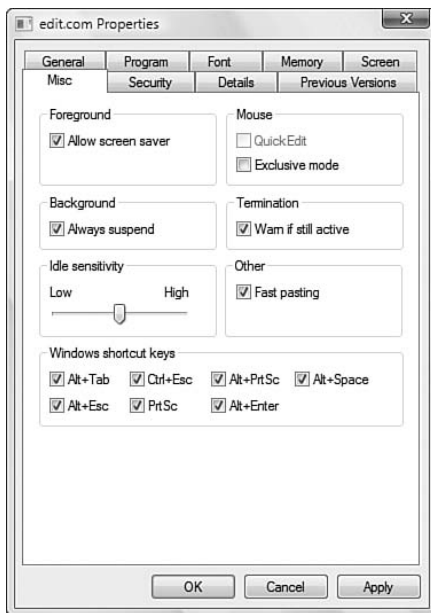 edit.com Properties
General Program Font Memory Screen
Misc Security Details Previous Versions
Foreground
Allow screen saver
Mouse
QuickEdit
Exclusive mode
Background
Always suspend
Termination
Warn if still active
Idle sensitivity
Low High
Other
Fast pasting
Windows shortcut keys
Alt+Tab Ctrl+Esc Alt+PrtSc Alt+Space
Alt+Esc PrtSc Alt+Enter
OK Cancel Apply